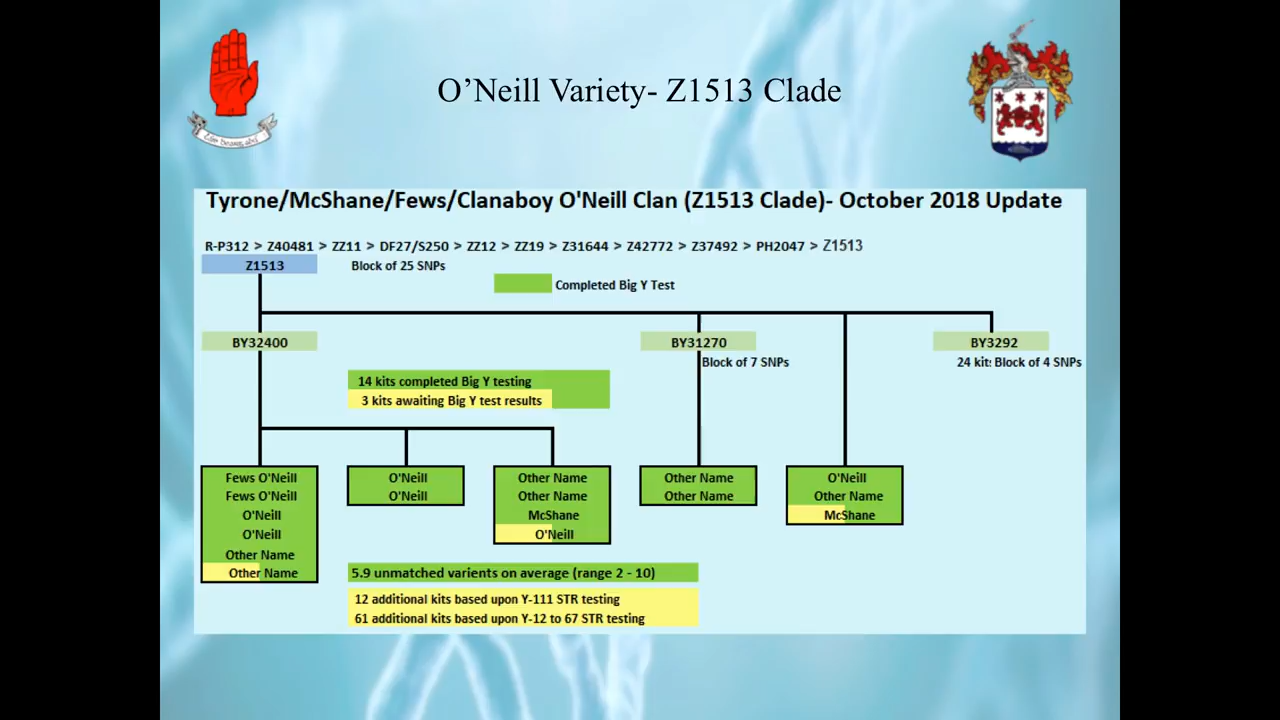 O'Neill Variety- Z1513 Clade
Tyrone/McShane/Fews/Clanaboy O'Neill Clan (Z1513 Clade)- October 2018 Update
R-P312 > Z40481 > ZZ11 > DF27/S250 > ZZ12 > ZZ19 > Z31644 > Z42772 > Z37492 > PH2047 > Z1513
Z1513 Block of 25 SNPs
Completed Big Y Test
BY32400 BY31270 BY3292
Block of 7 SNPs 24 kit: Block of 4 SNPs
14 kits completed Big Y testing
3 kits awaiting Big Y test results
Fews O'Neill
Fews O'Neill
O'Neill
O'Neill
Other Name
Other Name
O'Neill
O'Neill
Other Name
Other Name
McShane
O'Neill
Other Name
Other Name
O'Neill
Other Name
McShane
5.9 unmatched varients on average (range 2 - 10)
12 additional kits based upon Y-111 STR testing
61 additional kits based upon Y-12 to 67 STR testing